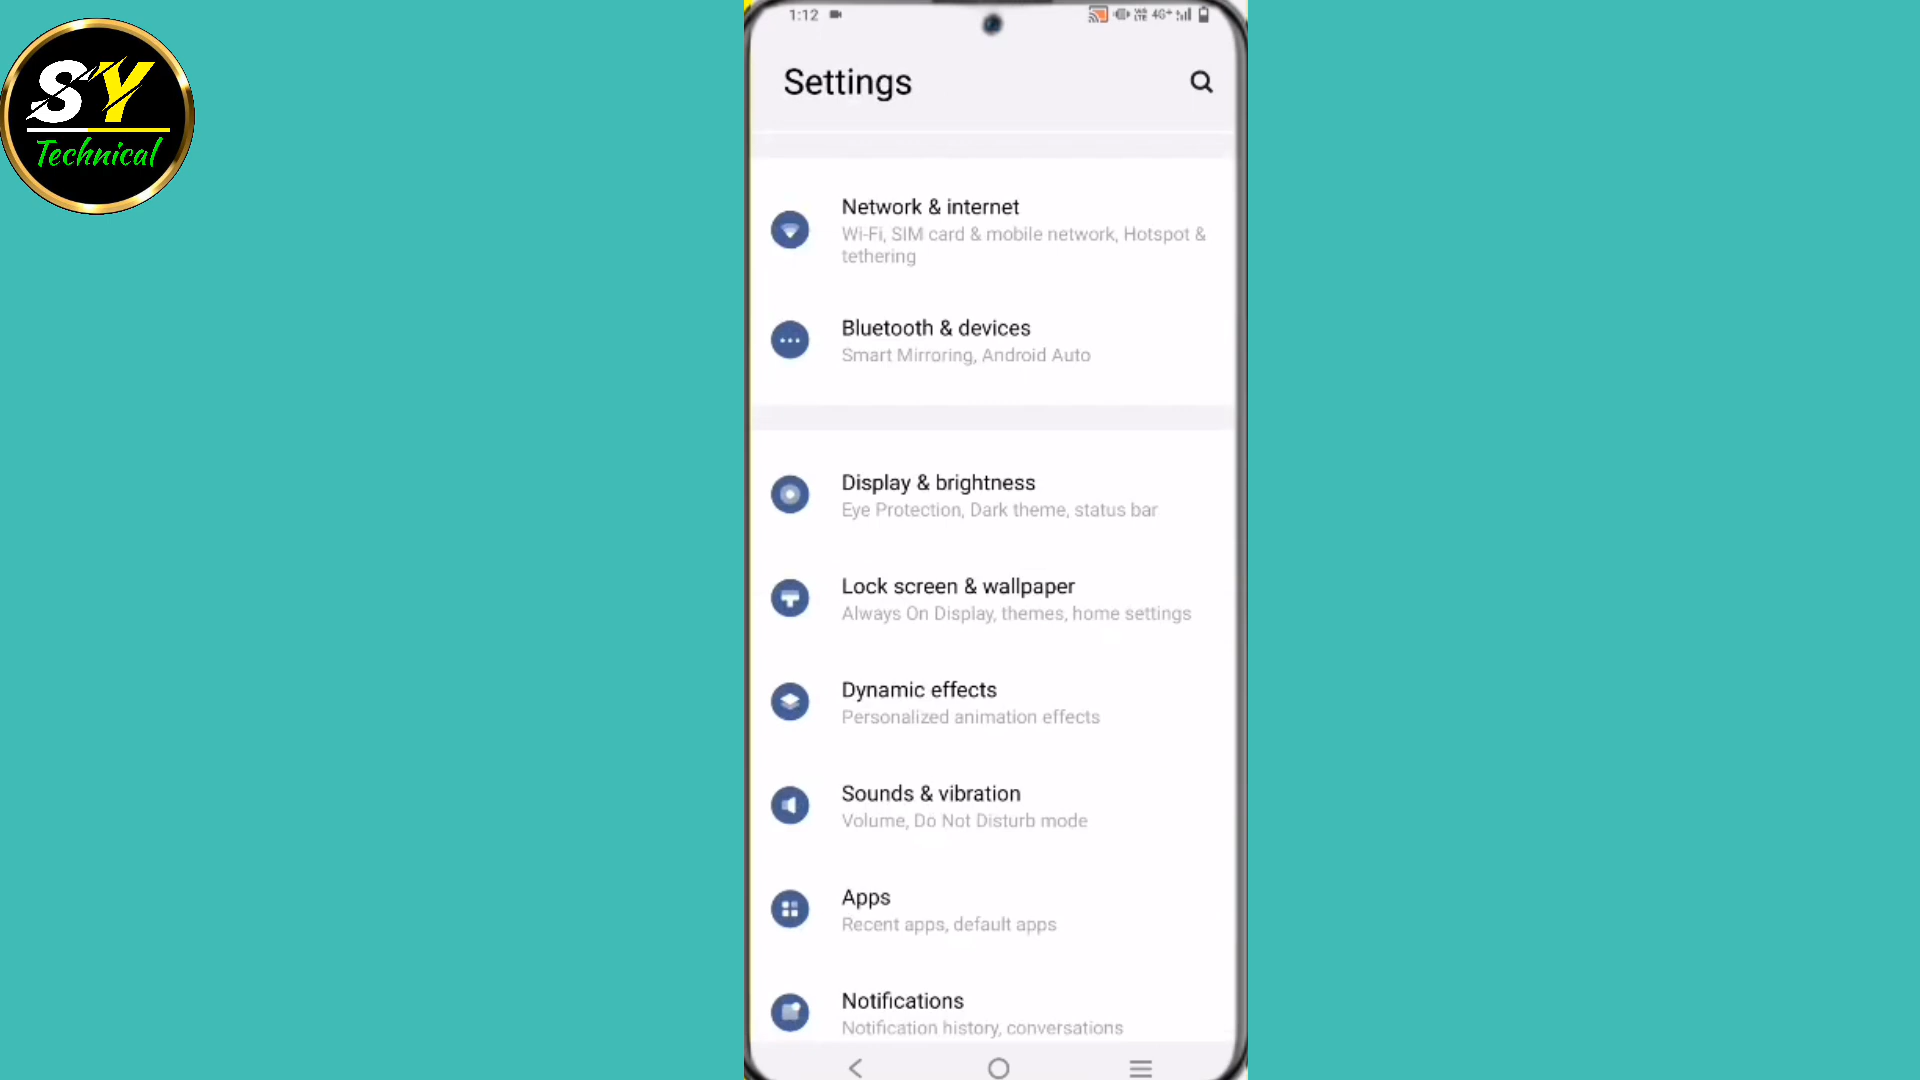 SY
Technical
1:12
4G+
Settings
Network & internet
Wi-Fi, SIM card & mobile network, Hotspot &
tethering
Bluetooth & devices
Smart Mirroring, Android Auto
Display & brightness
Eye Protection, Dark theme, status bar
Lock screen & wallpaper
Always On Display, themes, home settings
Dynamic effects
Personalized animation effects
Sounds & vibration
Volume, Do Not Disturb mode
Apps
Recent apps, default apps
Notifications
Notification history, conversations